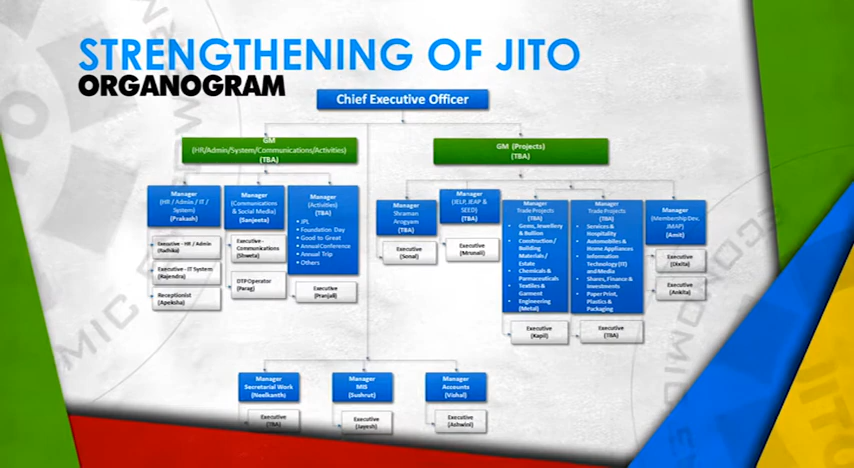 STRENGTHENING OF JITO
ORGANOGRAM
Chief Executive Officer
GM
(HR/Admin/System/Communications/Activities)
(TBA)
GM (Projects)
(TBA)
Manager
(HR / Admin / IT /
System)
(Prakash)
Executive - HR / Admin
(Radhika)
Executive - IT System
(Rajendra)
Receptionist
(Apeksha)
Manager
(Communications
& Social Media)
(Sanjeeta)
Executive -
Communications
(Shweta)
DTP Operator
(Parag)
Manager
(Activities)
(TBA)
• JPL
• Foundation Day
• Good to Great
• Annual Conference
• Annual Trip
• Others
Executive
(Pranjali)
Manager
Shraman
Arogyam
(TBA)
Executive
(Sonal)
Manager
(JELP, JEAP &
SEED)
(TBA)
Executive
(Mrunali)
Manager
Trade Projects
(TBA)
• Gems, Jewellery
& Bullion
• Construction/
Building
Materials /
Estate
• Chemicals &
Parmaceuticals
• Textiles &
Garment
• Engineering
(Metal)
Executive
(Kapil)
Manager
Trade Projects
(TBA)
• Services &
Hospitality
• Automobiles &
Home Appliances
• Information
Technology (IT)
and Media
• Shares, Finance &
Investments
• Paper Print,
Plastics &
Packaging
Executive
(TBA)
Manager
(Membership Dev,
JMAP)
(Amit)
Executive
(Dixita)
Executive
(Ankita)
Manager
Secretarial Work
(Neelkanth)
Executive
(TBA)
Manager
MIS
(Sushrut)
Executive
(Jayesh)
Manager
Accounts
(Vishal)
Executive
(Ashwini)